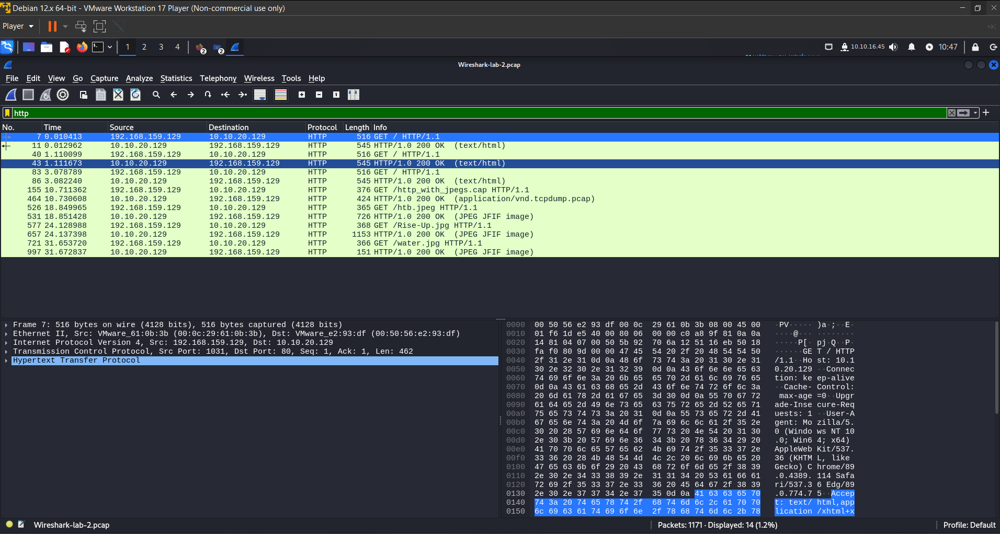 Debian 12.x 64-bit - VMware Workstation 17 Player (Non-commercial use only)
Player
1 2 3 4 2 2 10.10.16.45 10:47
Wireshark-lab-2.pcap
File Edit View Go Capture Analyze Statistics Telephony Wireless Tools Help
http
No. Time Source Destination Protocol Length Info
7 0.010413 192.168.159.129 10.10.20.129 HTTP 516 GET / HTTP/1.1
11 0.012962 10.10.20.129 192.168.159.129 HTTP 545 HTTP/1.0 200 OK (text/html)
40 1.110099 192.168.159.129 10.10.20.129 HTTP 516 GET / HTTP/1.1
43 1.111673 10.10.20.129 192.168.159.129 HTTP 545 HTTP/1.0 200 OK (text/html)
83 3.078789 192.168.159.129 10.10.20.129 HTTP 516 GET / HTTP/1.1
86 3.082240 10.10.20.129 192.168.159.129 HTTP 545 HTTP/1.0 200 OK (text/html)
155 10.711362 192.168.159.129 10.10.20.129 HTTP 376 GET /http_with_jpegs.cap HTTP/1.1
464 10.730608 10.10.20.129 192.168.159.129 HTTP 424 HTTP/1.0 200 OK (application/vnd.tcpdump.pcap)
526 18.849965 192.168.159.129 10.10.20.129 HTTP 365 GET /htb.jpeg HTTP/1.1
531 18.851428 10.10.20.129 192.168.159.129 HTTP 726 HTTP/1.0 200 OK (JPEG JFIF image)
577 24.128988 192.168.159.129 10.10.20.129 HTTP 368 GET /Rise-Up.jpg HTTP/1.1
657 24.137398 10.10.20.129 192.168.159.129 HTTP 1153 HTTP/1.0 200 OK (JPEG JFIF image)
721 31.653720 192.168.159.129 10.10.20.129 HTTP 366 GET /water.jpg HTTP/1.1
997 31.672837 10.10.20.129 192.168.159.129 HTTP 151 HTTP/1.0 200 OK (JPEG JFIF image)
Frame 7: 516 bytes on wire (4128 bits), 516 bytes captured (4128 bits)
Ethernet II, Src: VMware_61:0b:3b (00:0c:29:61:0b:3b), Dst: VMware_e2:93:df (00:50:56:e2:93:df)
Internet Protocol Version 4, Src: 192.168.159.129, Dst: 10.10.20.129
Transmission Control Protocol, Src Port: 1031, Dst Port: 80, Seq: 1, Ack: 1, Len: 462
Hypertext Transfer Protocol
0000 00 50 56 e2 93 df 00 0c 29 61 0b 3b 08 00 45 00 ·PV····· )a·;··E·
0010 01 f6 1d e5 40 00 80 06 00 00 c0 a8 9f 81 0a 0a ····@··· ········
0020 14 81 04 07 00 50 5b 92 70 6a 12 51 16 eb 50 18 ·····P[· pj·Q··P·
0030 fa f0 80 9d 00 00 47 45 54 20 2f 20 48 54 54 50 ······GE T / HTTP
0040 2f 31 2e 31 0d 0a 48 6f 73 74 3a 20 31 30 2e 31 /1.1··Ho st: 10.1
0050 30 2e 32 30 2e 31 32 39 0d 0a 43 6f 6e 6e 65 63 0.20.129 ··Connec
0060 74 69 6f 6e 3a 20 6b 65 65 70 2d 61 6c 69 76 65 tion: ke ep-alive
0070 0d 0a 43 61 63 68 65 2d 43 6f 6e 74 72 6f 6c 3a ··Cache- Control:
0080 20 6d 61 78 2d 61 67 65 3d 30 0d 0a 55 70 67 72 max-age =0··Upgr
0090 61 64 65 2d 49 6e 73 65 63 75 72 65 2d 52 65 71 ade-Inse cure-Req
00a0 75 65 73 74 73 3a 20 31 0d 0a 55 73 65 72 2d 41 uests: 1 ··User-A
00b0 67 65 6e 74 3a 20 4d 6f 7a 69 6c 6c 61 2f 35 2e gent: Mo zilla/5.
00c0 30 20 28 57 69 6e 64 6f 77 73 20 4e 54 20 31 30 0 (Windo ws NT 10
00d0 2e 30 3b 20 57 69 6e 36 34 3b 20 78 36 34 29 20 .0; Win6 4; x64)
00e0 41 70 70 6c 65 57 65 62 4b 69 74 2f 35 33 37 2e AppleWeb Kit/537.
00f0 33 36 20 28 4b 48 54 4d 4c 2c 20 6c 69 6b 65 20 36 (KHTM L, like
0100 47 65 63 6b 6f 29 20 43 68 72 6f 6d 65 2f 38 39 Gecko) C hrome/89
0110 2e 30 2e 34 33 38 39 2e 31 31 34 20 53 61 66 61 .0.4389. 114 Safa
0120 72 69 2f 35 33 37 2e 33 36 20 45 64 67 2f 38 39 ri/537.3 6 Edg/89
0130 2e 30 2e 37 37 34 2e 37 35 0d 0a 41 63 63 65 70 .0.774.7 5··Accep
0140 74 3a 20 74 65 78 74 2f 68 74 6d 6c 2c 61 70 70 t: text/ html,app
0150 6c 69 63 61 74 69 6f 6e 2f 78 68 74 6d 6c 2b 78 lication /xhtml+x
Wireshark-lab-2.pcap Packets: 1171 · Displayed: 14 (1.2%) Profile: Default